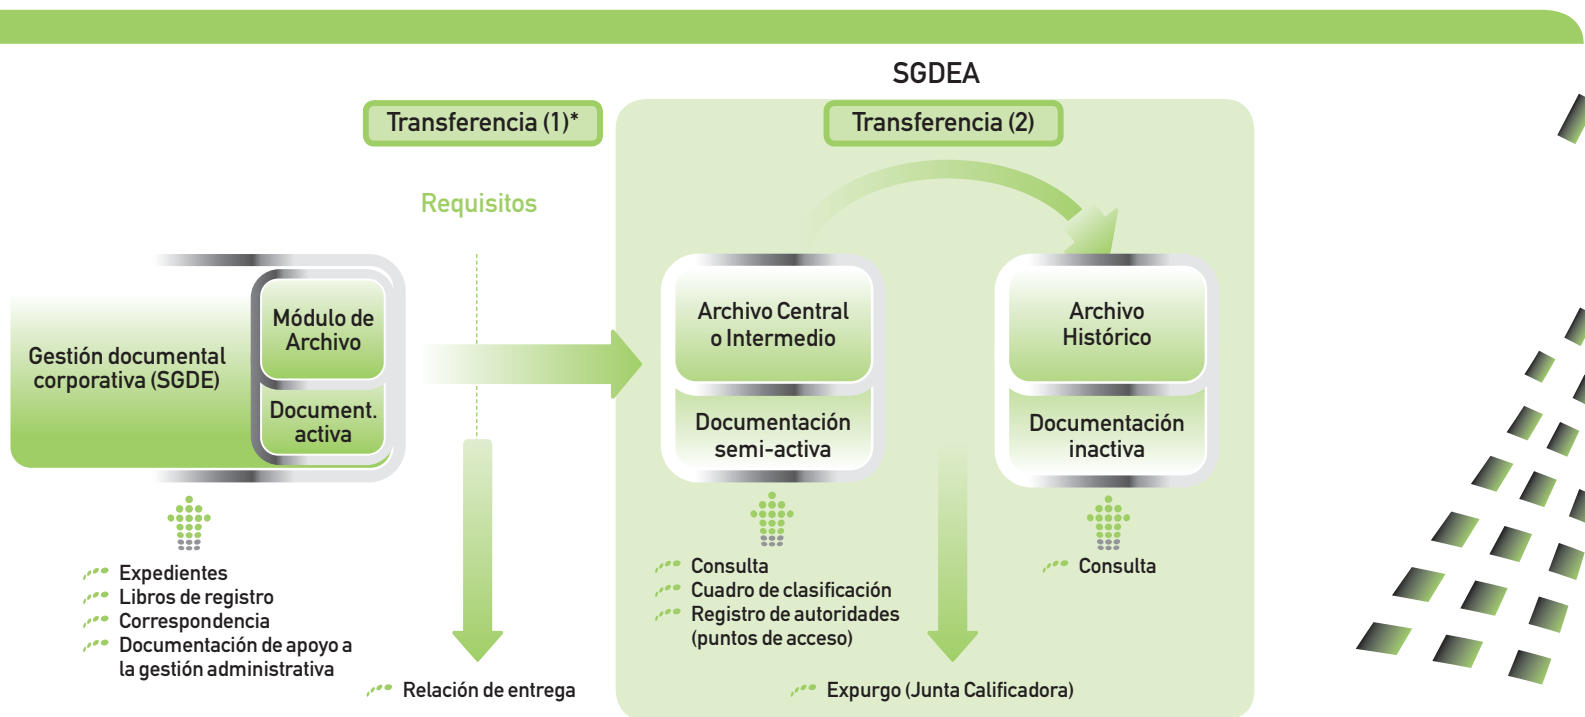 SGDEA
Transferencia (1)*
Transferencia (2)
Requisitos
Gestión documental
corporativa (SGDE)
Módulo de
Archivo
Document.
activa
Archivo Central
o Intermedio
Documentación
semi-activa
Archivo
Histórico
Documentación
inactiva
Expedientes
Libros de registro
Correspondencia
Documentación de apoyo a
la gestión administrativa
Relación de entrega
Consulta
Cuadro de clasificación
Registro de autoridades
(puntos de acceso)
Expurgo (Junta Calificadora)
Consulta